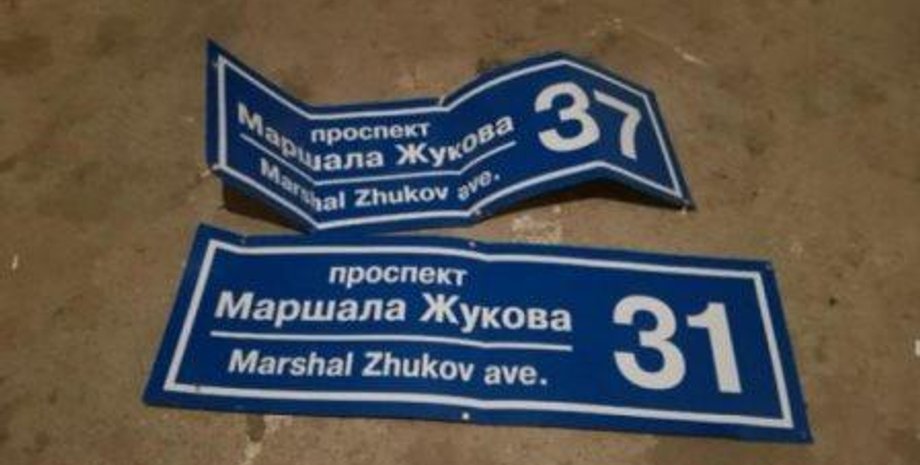 проспект
Маршала Жукова
Marshal Zhukov ave.
37
проспект
Маршала Жукова
Marshal Zhukov ave.
31